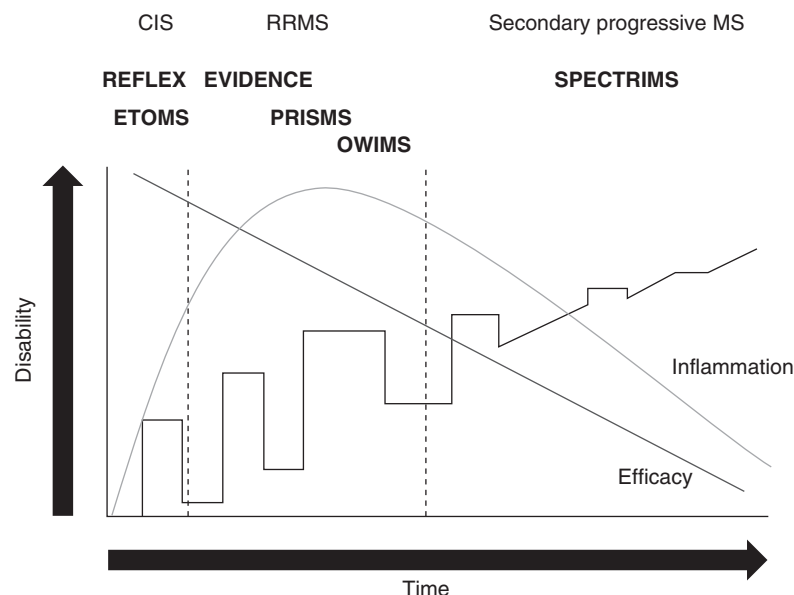 CIS RRMS Secondary progressive MS
REFLEX EVIDENCE SPECTRIMS
ETOMS PRISMS
OWIMS
Disability
Inflammation
Efficacy
Time